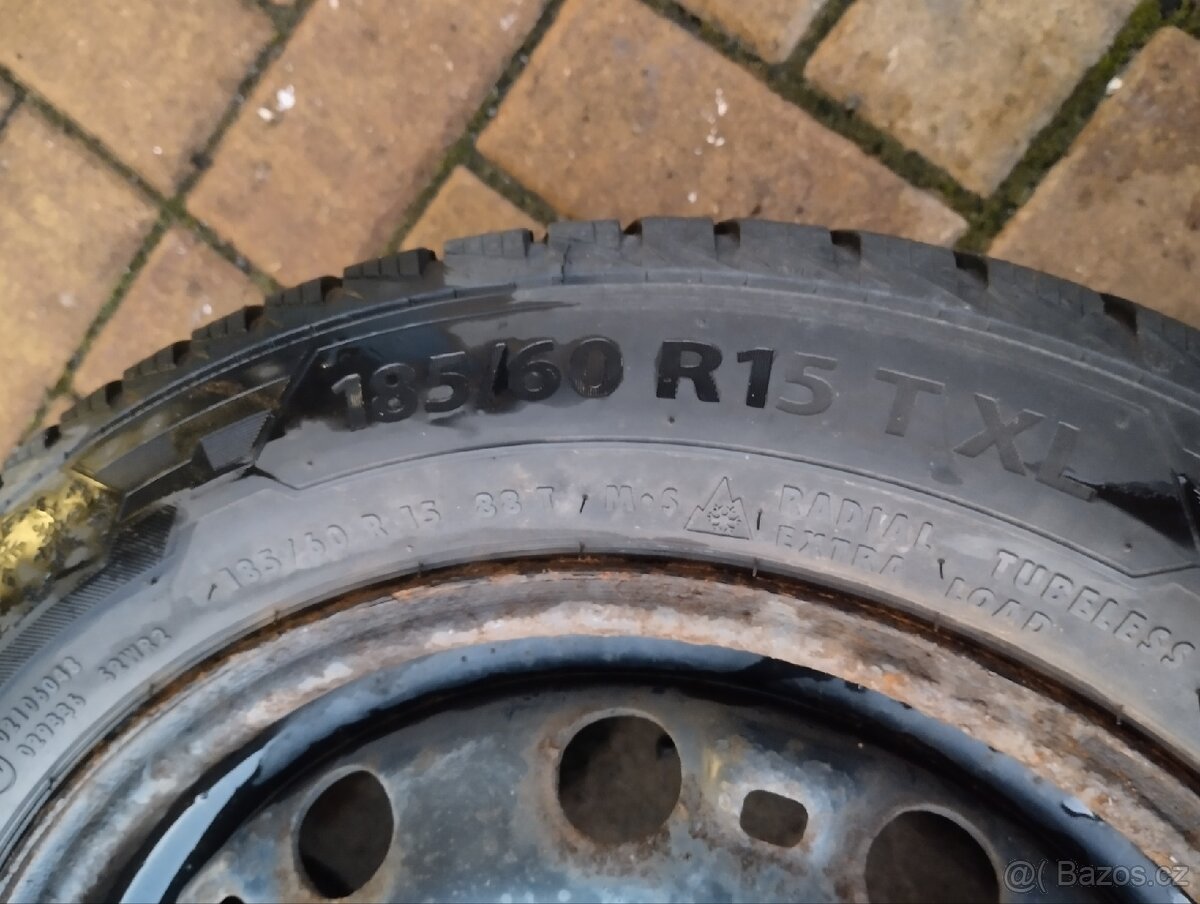 185/60 R15 T XL
185/60 R 15 88 T M+S RADIAL TUBELESS
EXTRA LOAD
@( Bazos.cz